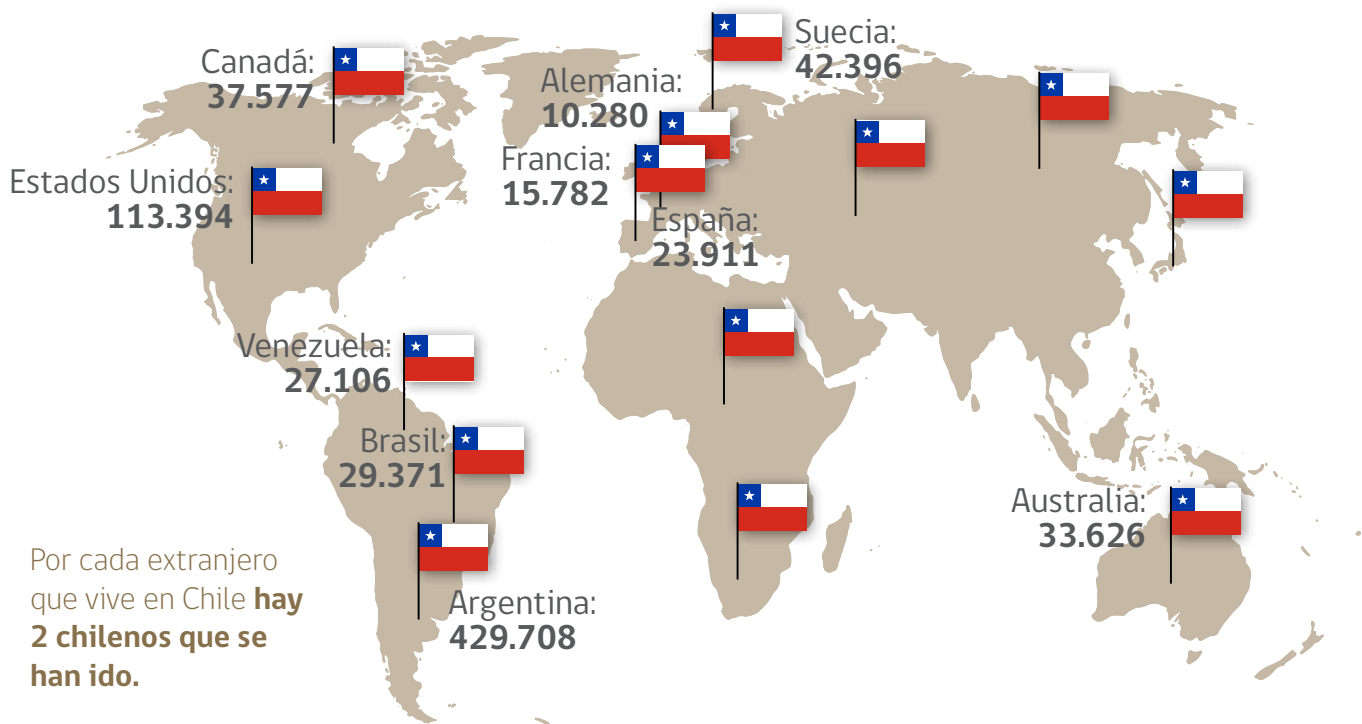 Canadá:
37.577
Suecia:
42.396
Alemania:
10.280
Francia:
15.782
Estados Unidos:
113.394
España:
23.911
Venezuela:
27.106
Brasil:
29.371
Australia:
33.626
Argentina:
429.708
Por cada extranjero
que vive en Chile hay
2 chilenos que se
han ido.